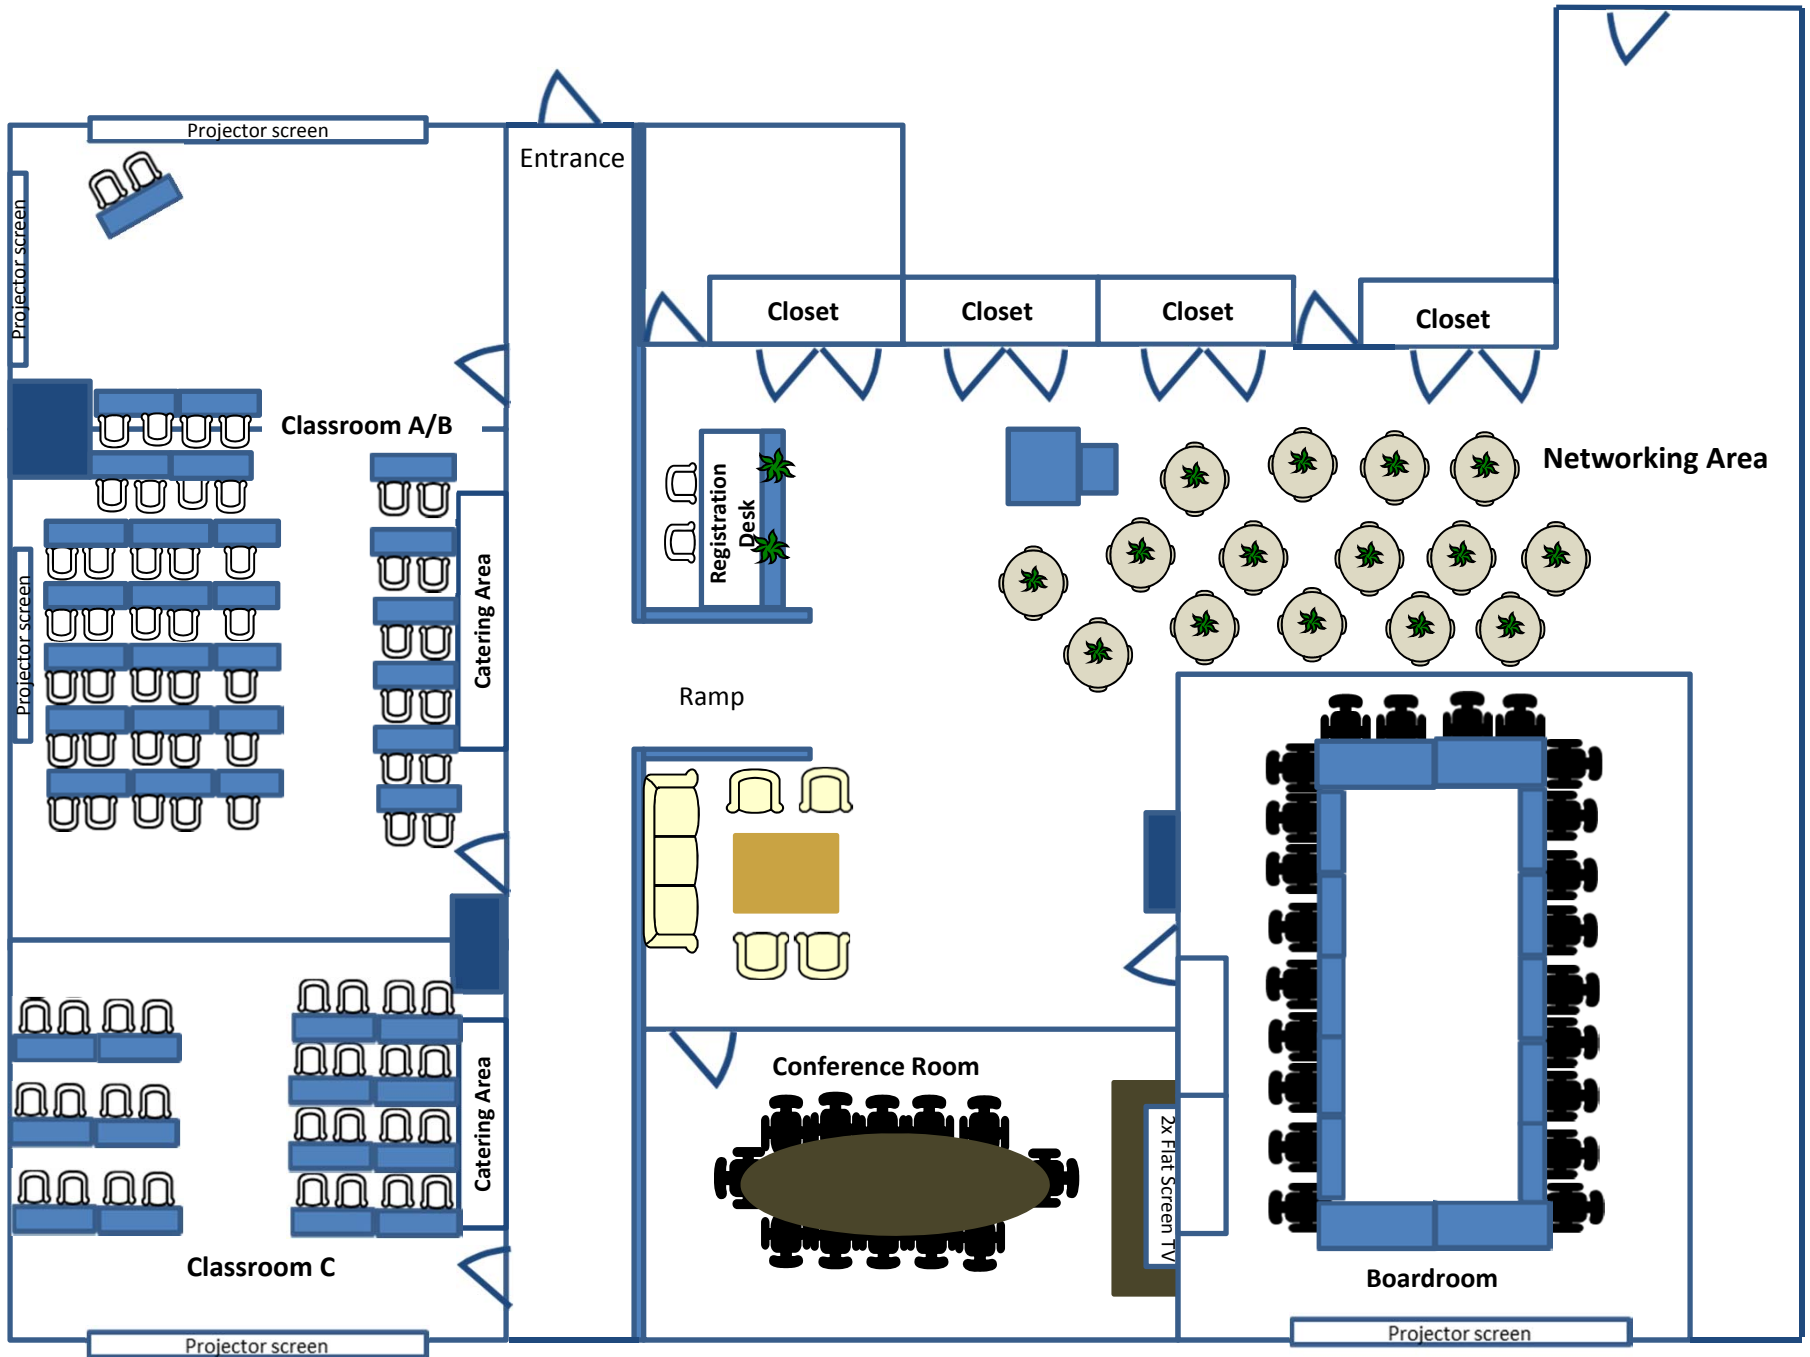 Projector screen
Entrance
Projector screen
Closet
Closet
Closet
Closet
Classroom A/B
Networking Area
Registration
Desk
Catering Area
Projector screen
Ramp
Conference Room
2x Flat Screen TV
Catering Area
Classroom C
Boardroom
Projector screen
Projector screen